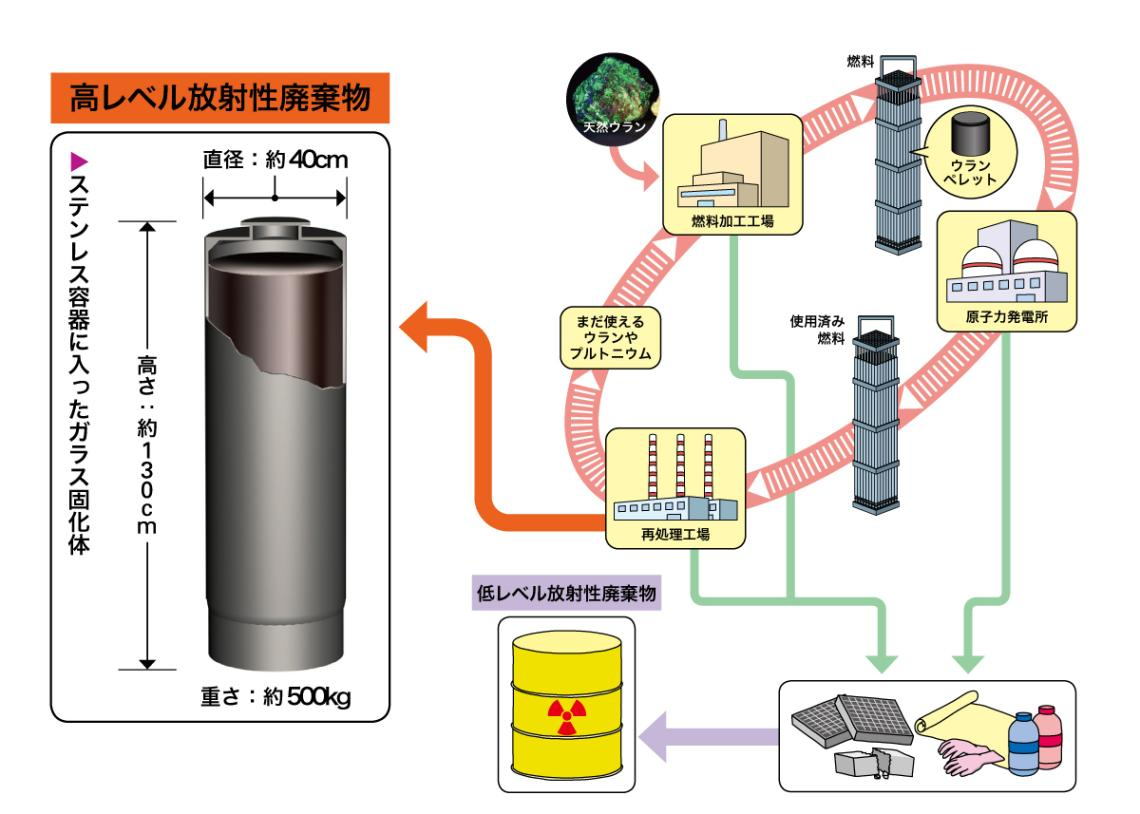 高レベル放射性廃棄物
▶ステンレス容器に入ったガラス固化体
直径：約40cm
高さ：約130cm
重さ：約500kg
天然ウラン
燃料加工工場
燃料
ウラン
ペレット
原子力発電所
使用済み
燃料
まだ使える
ウランや
プルトニウム
再処理工場
低レベル放射性廃棄物